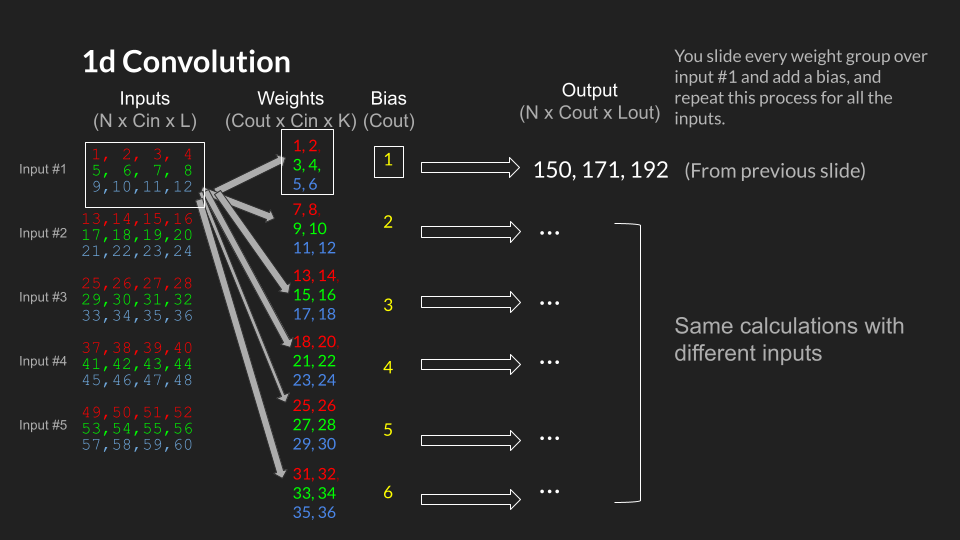 1d Convolution
You slide every weight group over
input #1 and add a bias, and
repeat this process for all the
inputs.
Inputs
(N x Cin x L)
Weights
(Cout x Cin x K)
Bias
(Cout)
Output
(N x Cout x Lout)
Input #1
1, 2, 3, 4
5, 6, 7, 8
9,10,11,12
1, 2,
3, 4,
5, 6
1
150, 171, 192
(From previous slide)
Input #2
13,14,15,16
17,18,19,20
21,22,23,24
7, 8,
9, 10
11, 12
2
...
Input #3
25,26,27,28
29,30,31,32
33,34,35,36
13, 14,
15, 16
17, 18
3
...
Same calculations with
different inputs
Input #4
37,38,39,40
41,42,43,44
45,46,47,48
18, 20,
21, 22
23, 24
4
...
Input #5
49,50,51,52
53,54,55,56
57,58,59,60
25, 26
27, 28
29, 30
5
...
31, 32,
33, 34
35, 36
6
...